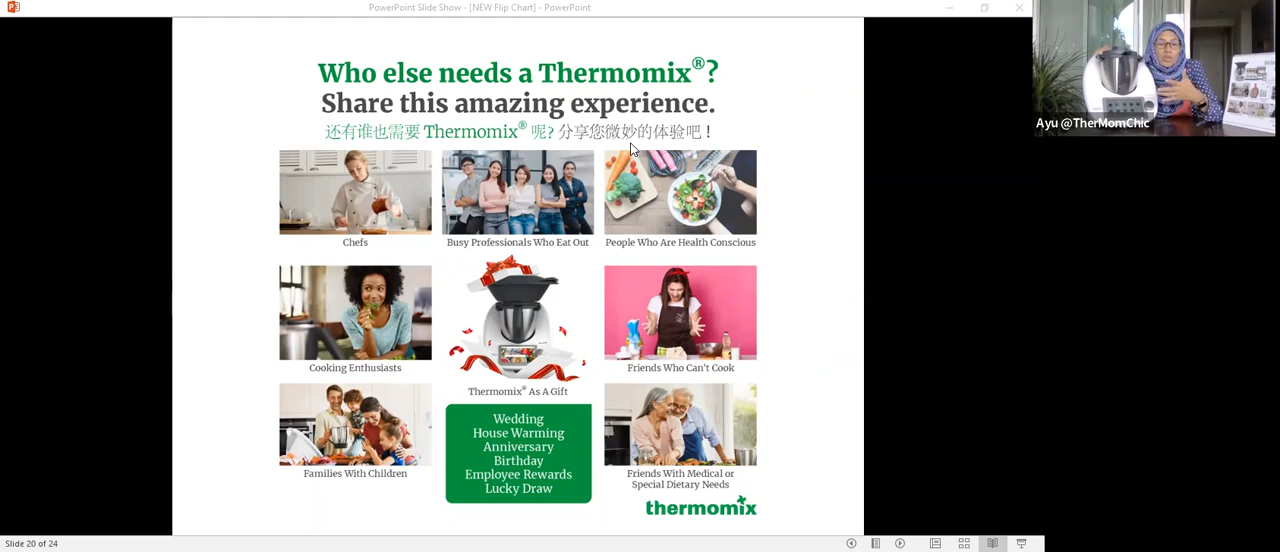 PowerPoint Slide Show - [NEW Flip Chart] - PowerPoint
Ayu @TherMomChic
Who else needs a Thermomix®?
Share this amazing experience.
还有谁也需要 Thermomix® 呢? 分享您微妙的体验吧！
Chefs
Busy Professionals Who Eat Out
People Who Are Health Conscious
Cooking Enthusiasts
Thermomix® As A Gift
Friends Who Can't Cook
Wedding
House Warming
Anniversary
Birthday
Employee Rewards
Lucky Draw
Families With Children
Friends With Medical or
Special Dietary Needs
thermomix
Slide 20 of 24